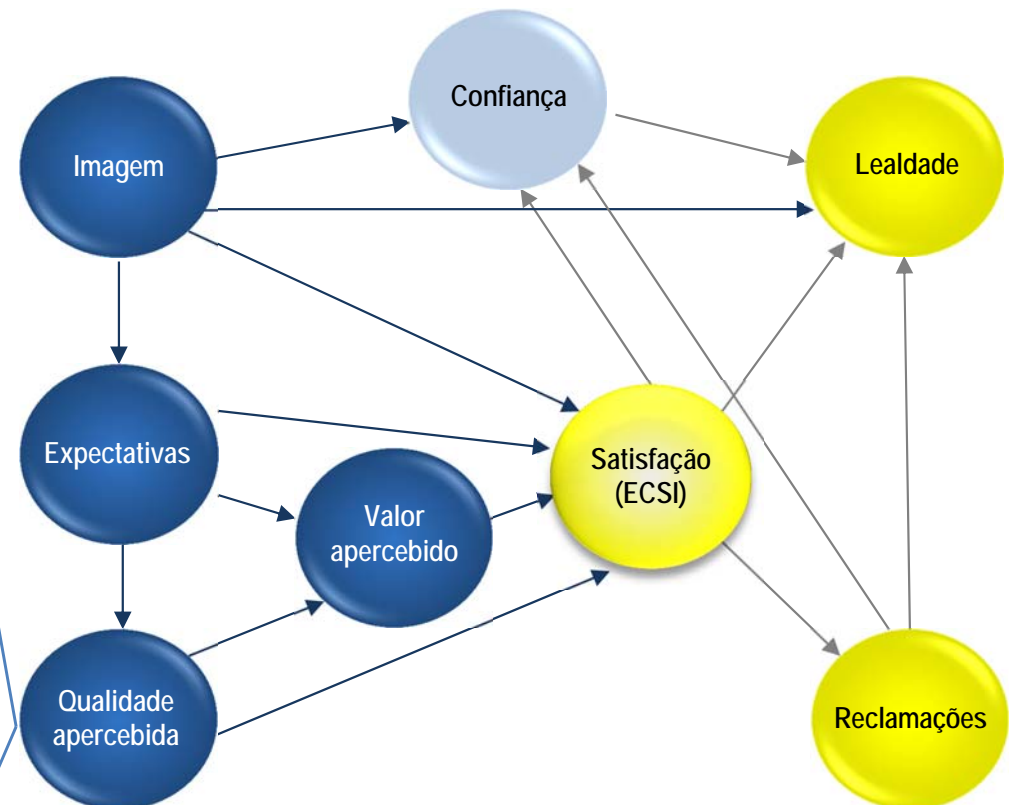 Confiança
Imagem
Lealdade
Expectativas
Satisfação
(ECSI)
Valor
apercebido
Qualidade
apercebida
Reclamações